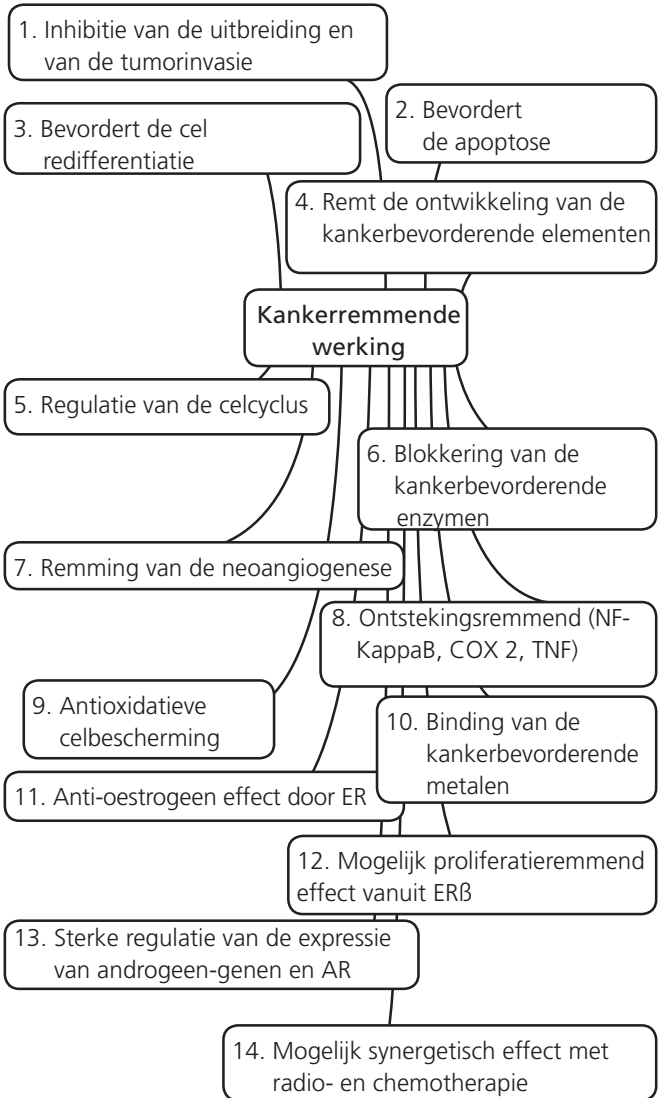 1. Inhibitie van de uitbreiding en
van de tumorinvasie
2. Bevordert
de apoptose
3. Bevordert de cel
redifferentiatie
4. Remt de ontwikkeling van de
kankerbevorderende elementen
Kankerremmende
werking
5. Regulatie van de celcyclus
6. Blokkering van de
kankerbevorderende
enzymen
7. Remming van de neoangiogenese
8. Ontstekingsremmend (NF-
KappaB, COX 2, TNF)
9. Antioxidatieve
celbescherming
10. Binding van de
kankerbevorderende
metalen
11. Anti-oestrogeen effect door ER
12. Mogelijk proliferatieremmend
effect vanuit ERß
13. Sterke regulatie van de expressie
van androgeen-genen en AR
14. Mogelijk synergetisch effect met
radio- en chemotherapie